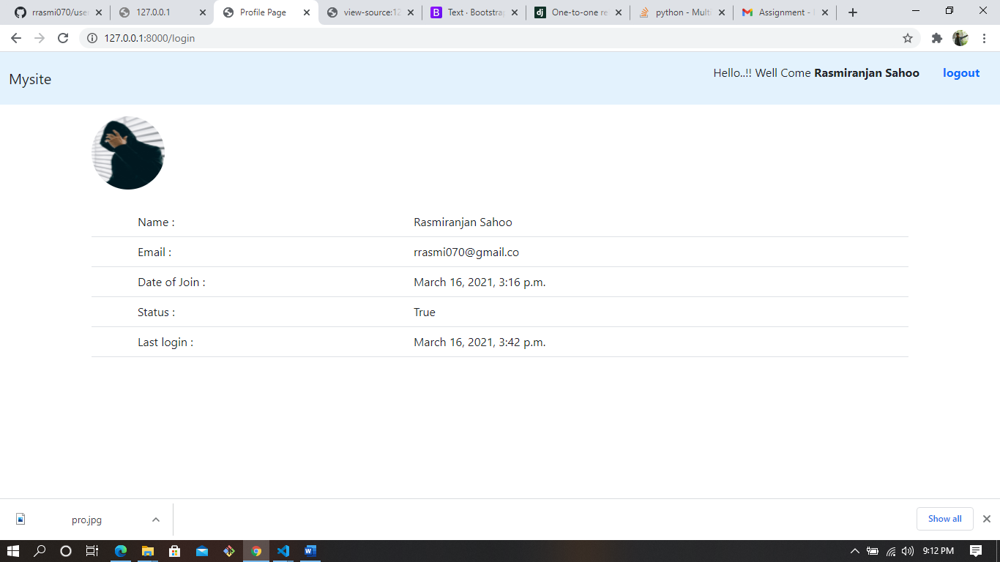 rrasmi070/use
127.0.0.1
Profile Page
view-source:12
Text · Bootstrap
One-to-one re
python - Multi
Assignment -
127.0.0.1:8000/login
Mysite
Hello..!! Well Come Rasmiranjan Sahoo logout
Name : Rasmiranjan Sahoo
Email : rrasmi070@gmail.co
Date of Join : March 16, 2021, 3:16 p.m.
Status : True
Last login : March 16, 2021, 3:42 p.m.
pro.jpg
Show all
9:12 PM